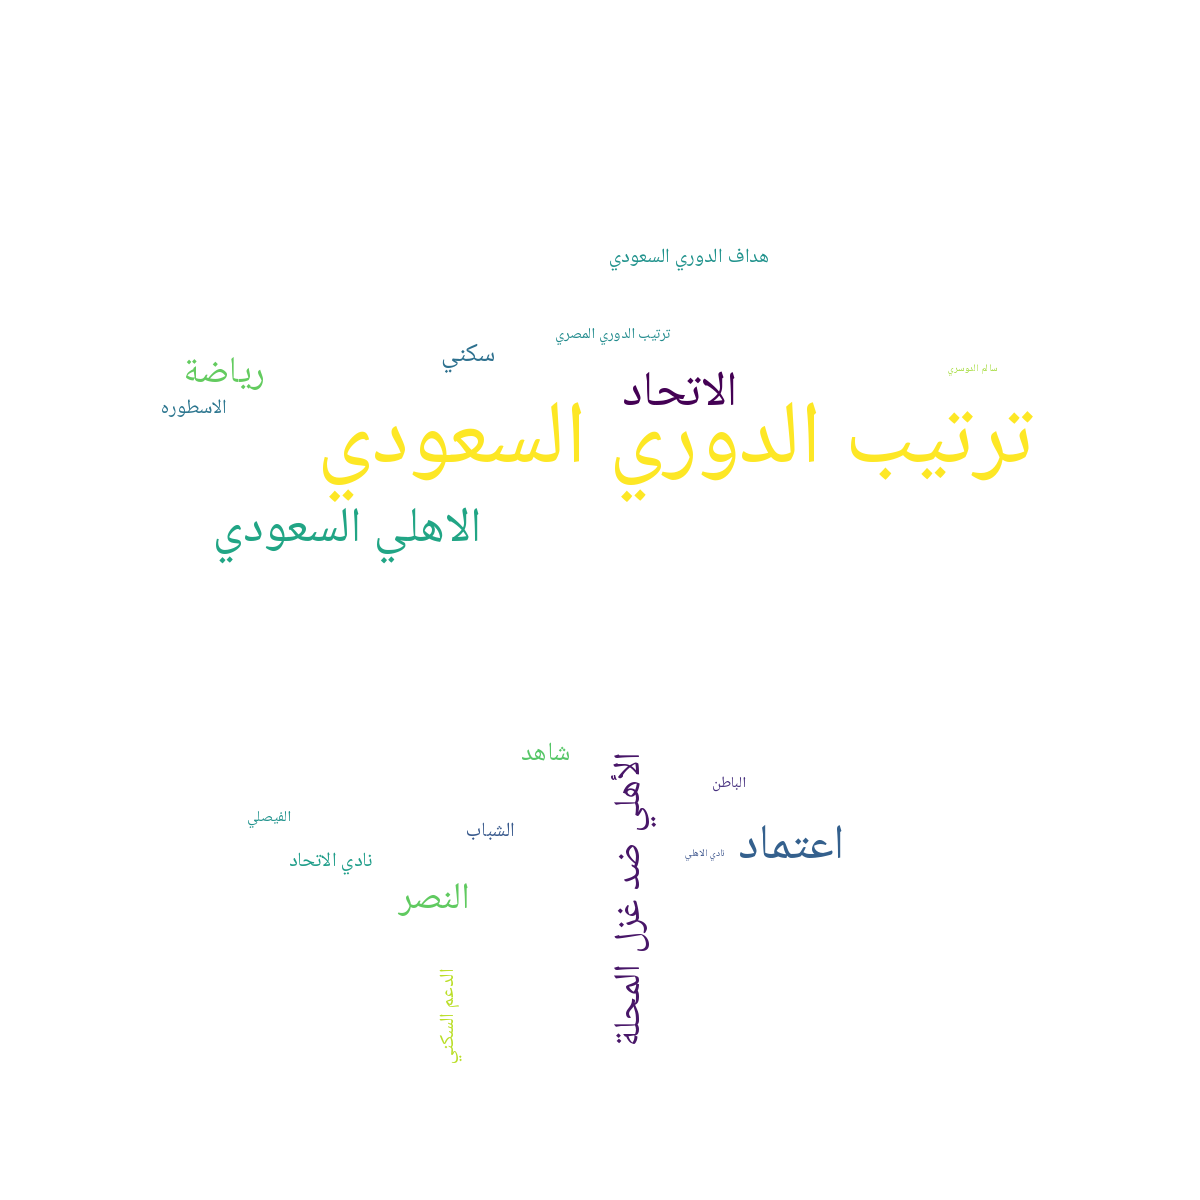 هداف الدوري السعودي
ترتيب الدوري المصري
سكني
رياضة
سالم الدوسري
الاتحاد
الاسطوره
ترتيب الدوري السعودي
الاهلي السعودي
شاهد
الأهلي ضد غزل المحلة
الباطن
الفيصلي
الشباب
اعتماد
نادي الاهلي
نادي الاتحاد
النصر
الدعم السكني